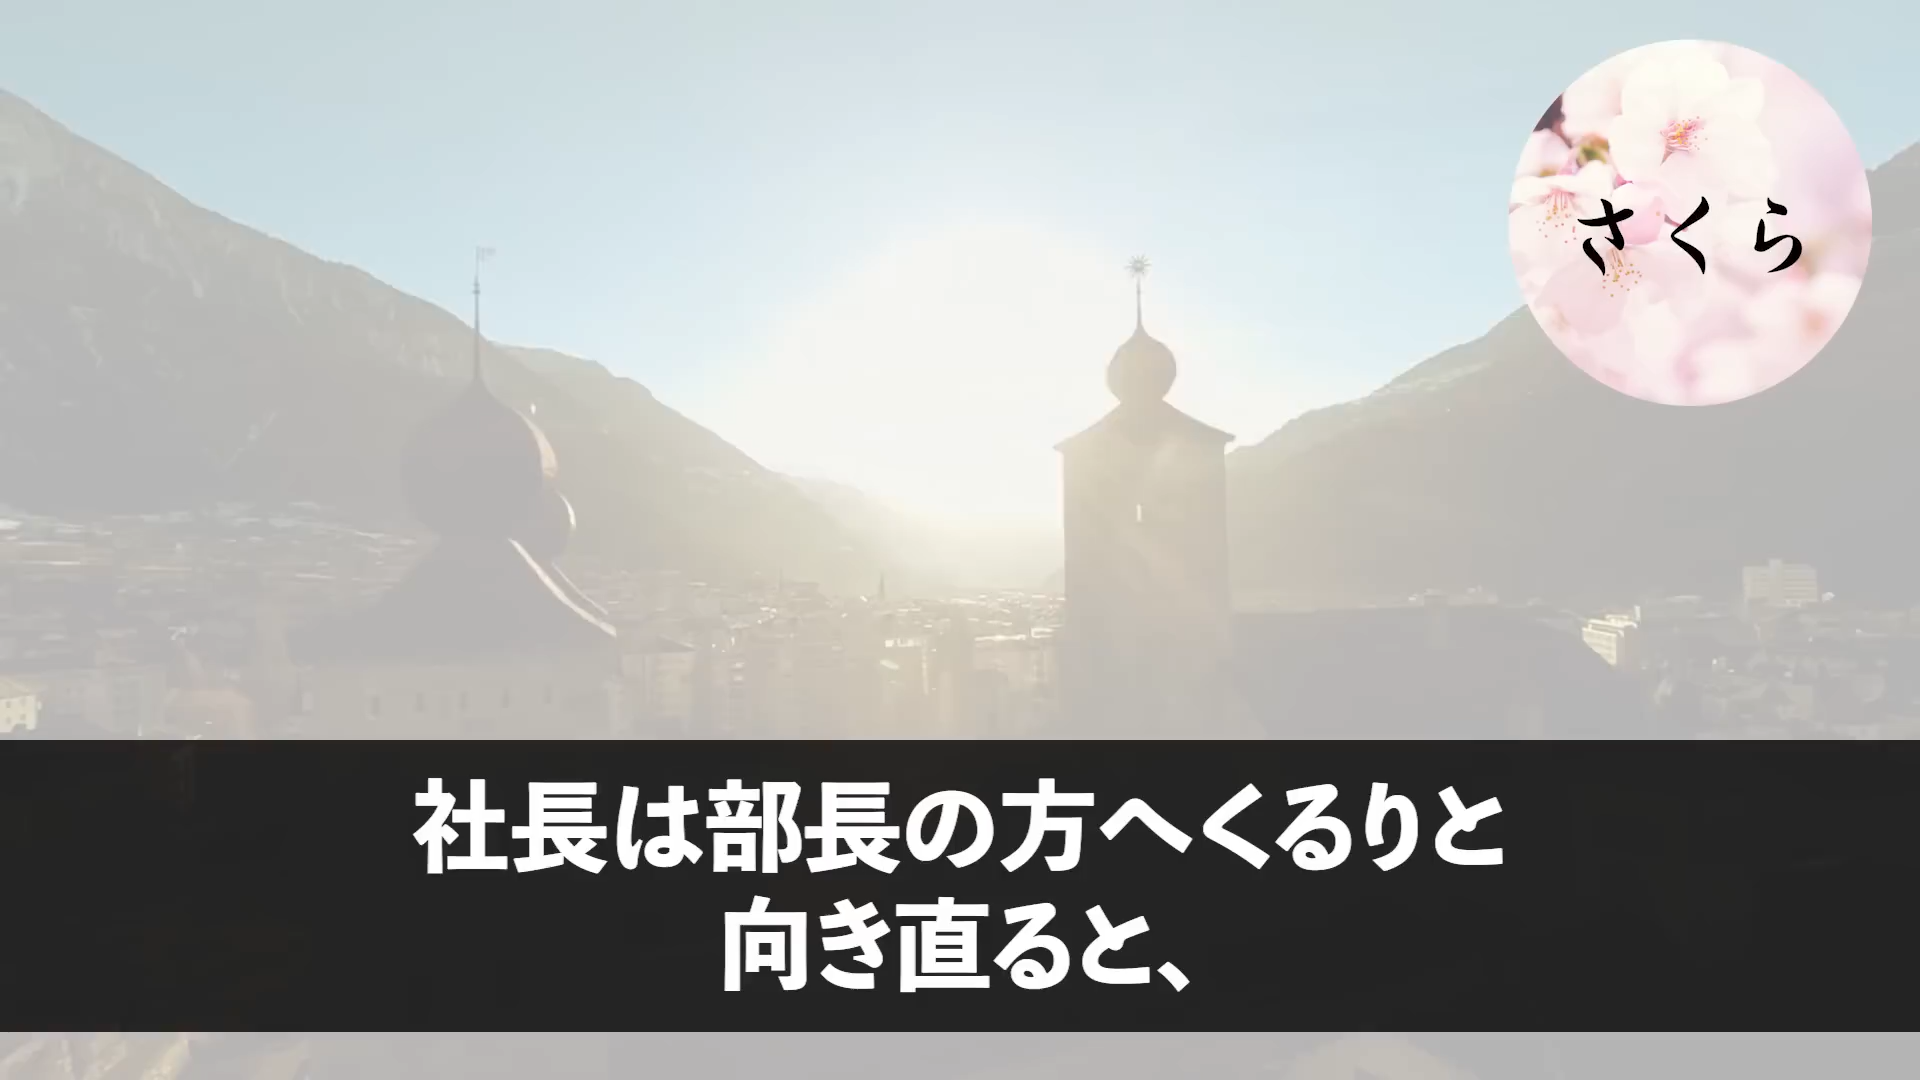 さくら
社長は部長の方へくるりと
向き直ると、